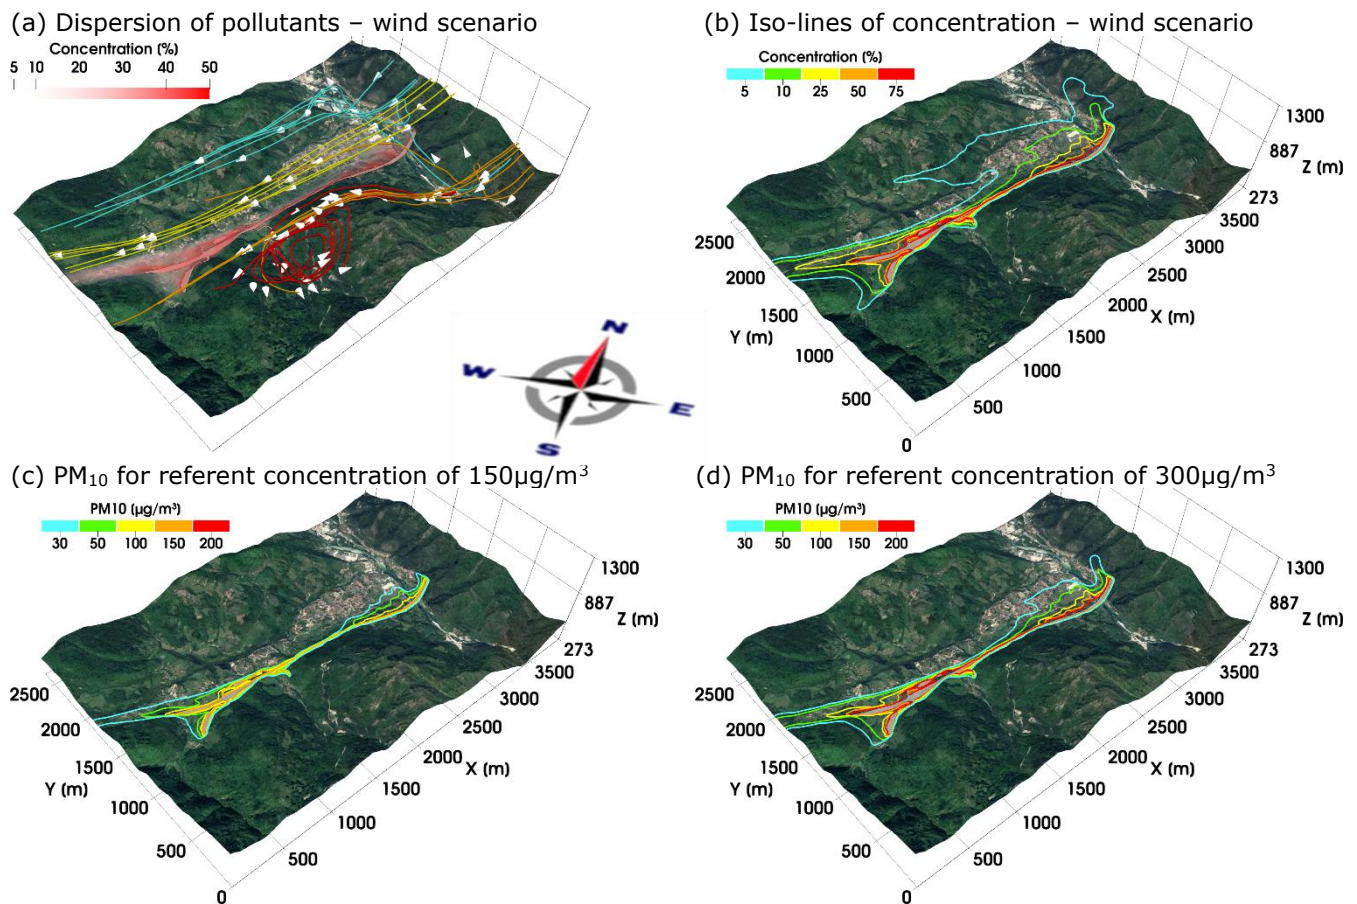 (a) Dispersion of pollutants – wind scenario
Concentration (%)
5 10 20 30 40 50
(b) Iso-lines of concentration – wind scenario
Concentration (%)
5 10 25 50 75
1300
887
Z (m)
273
3500
3000
2500
2000
X (m)
1500
1000
500
2500
2000
1500
Y (m)
1000
500
0
N
W
E
S
(c) PM₁₀ for referent concentration of 150µg/m³
PM10 (µg/m³)
30 50 100 150 200
1300
887
Z (m)
273
3500
3000
2500
2000
X (m)
1500
1000
500
2500
2000
1500
Y (m)
1000
500
0
(d) PM₁₀ for referent concentration of 300µg/m³
PM10 (µg/m³)
30 50 100 150 200
1300
887
Z (m)
273
3500
3000
2500
2000
X (m)
1500
1000
500
2500
2000
1500
Y (m)
1000
500
0